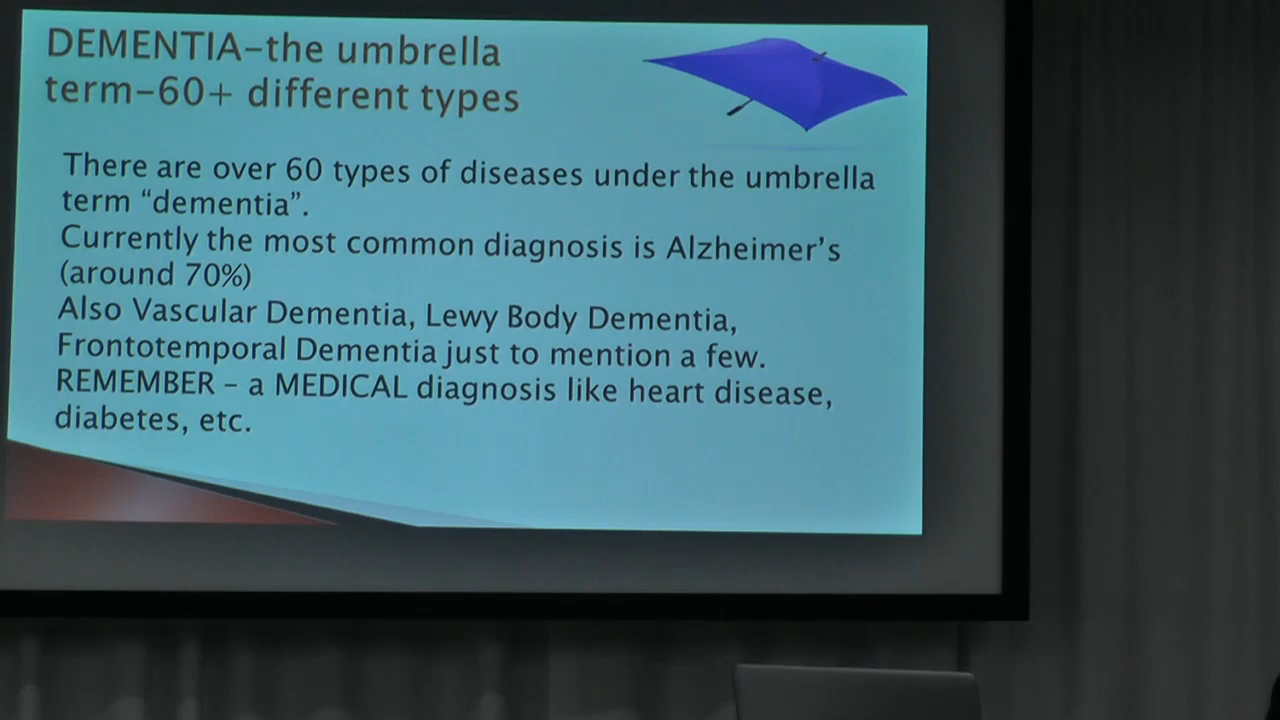 DEMENTIA-the umbrella
term-60+ different types
There are over 60 types of diseases under the umbrella
term “dementia”.
Currently the most common diagnosis is Alzheimer’s
(around 70%)
Also Vascular Dementia, Lewy Body Dementia,
Frontotemporal Dementia just to mention a few.
REMEMBER - a MEDICAL diagnosis like heart disease,
diabetes, etc.